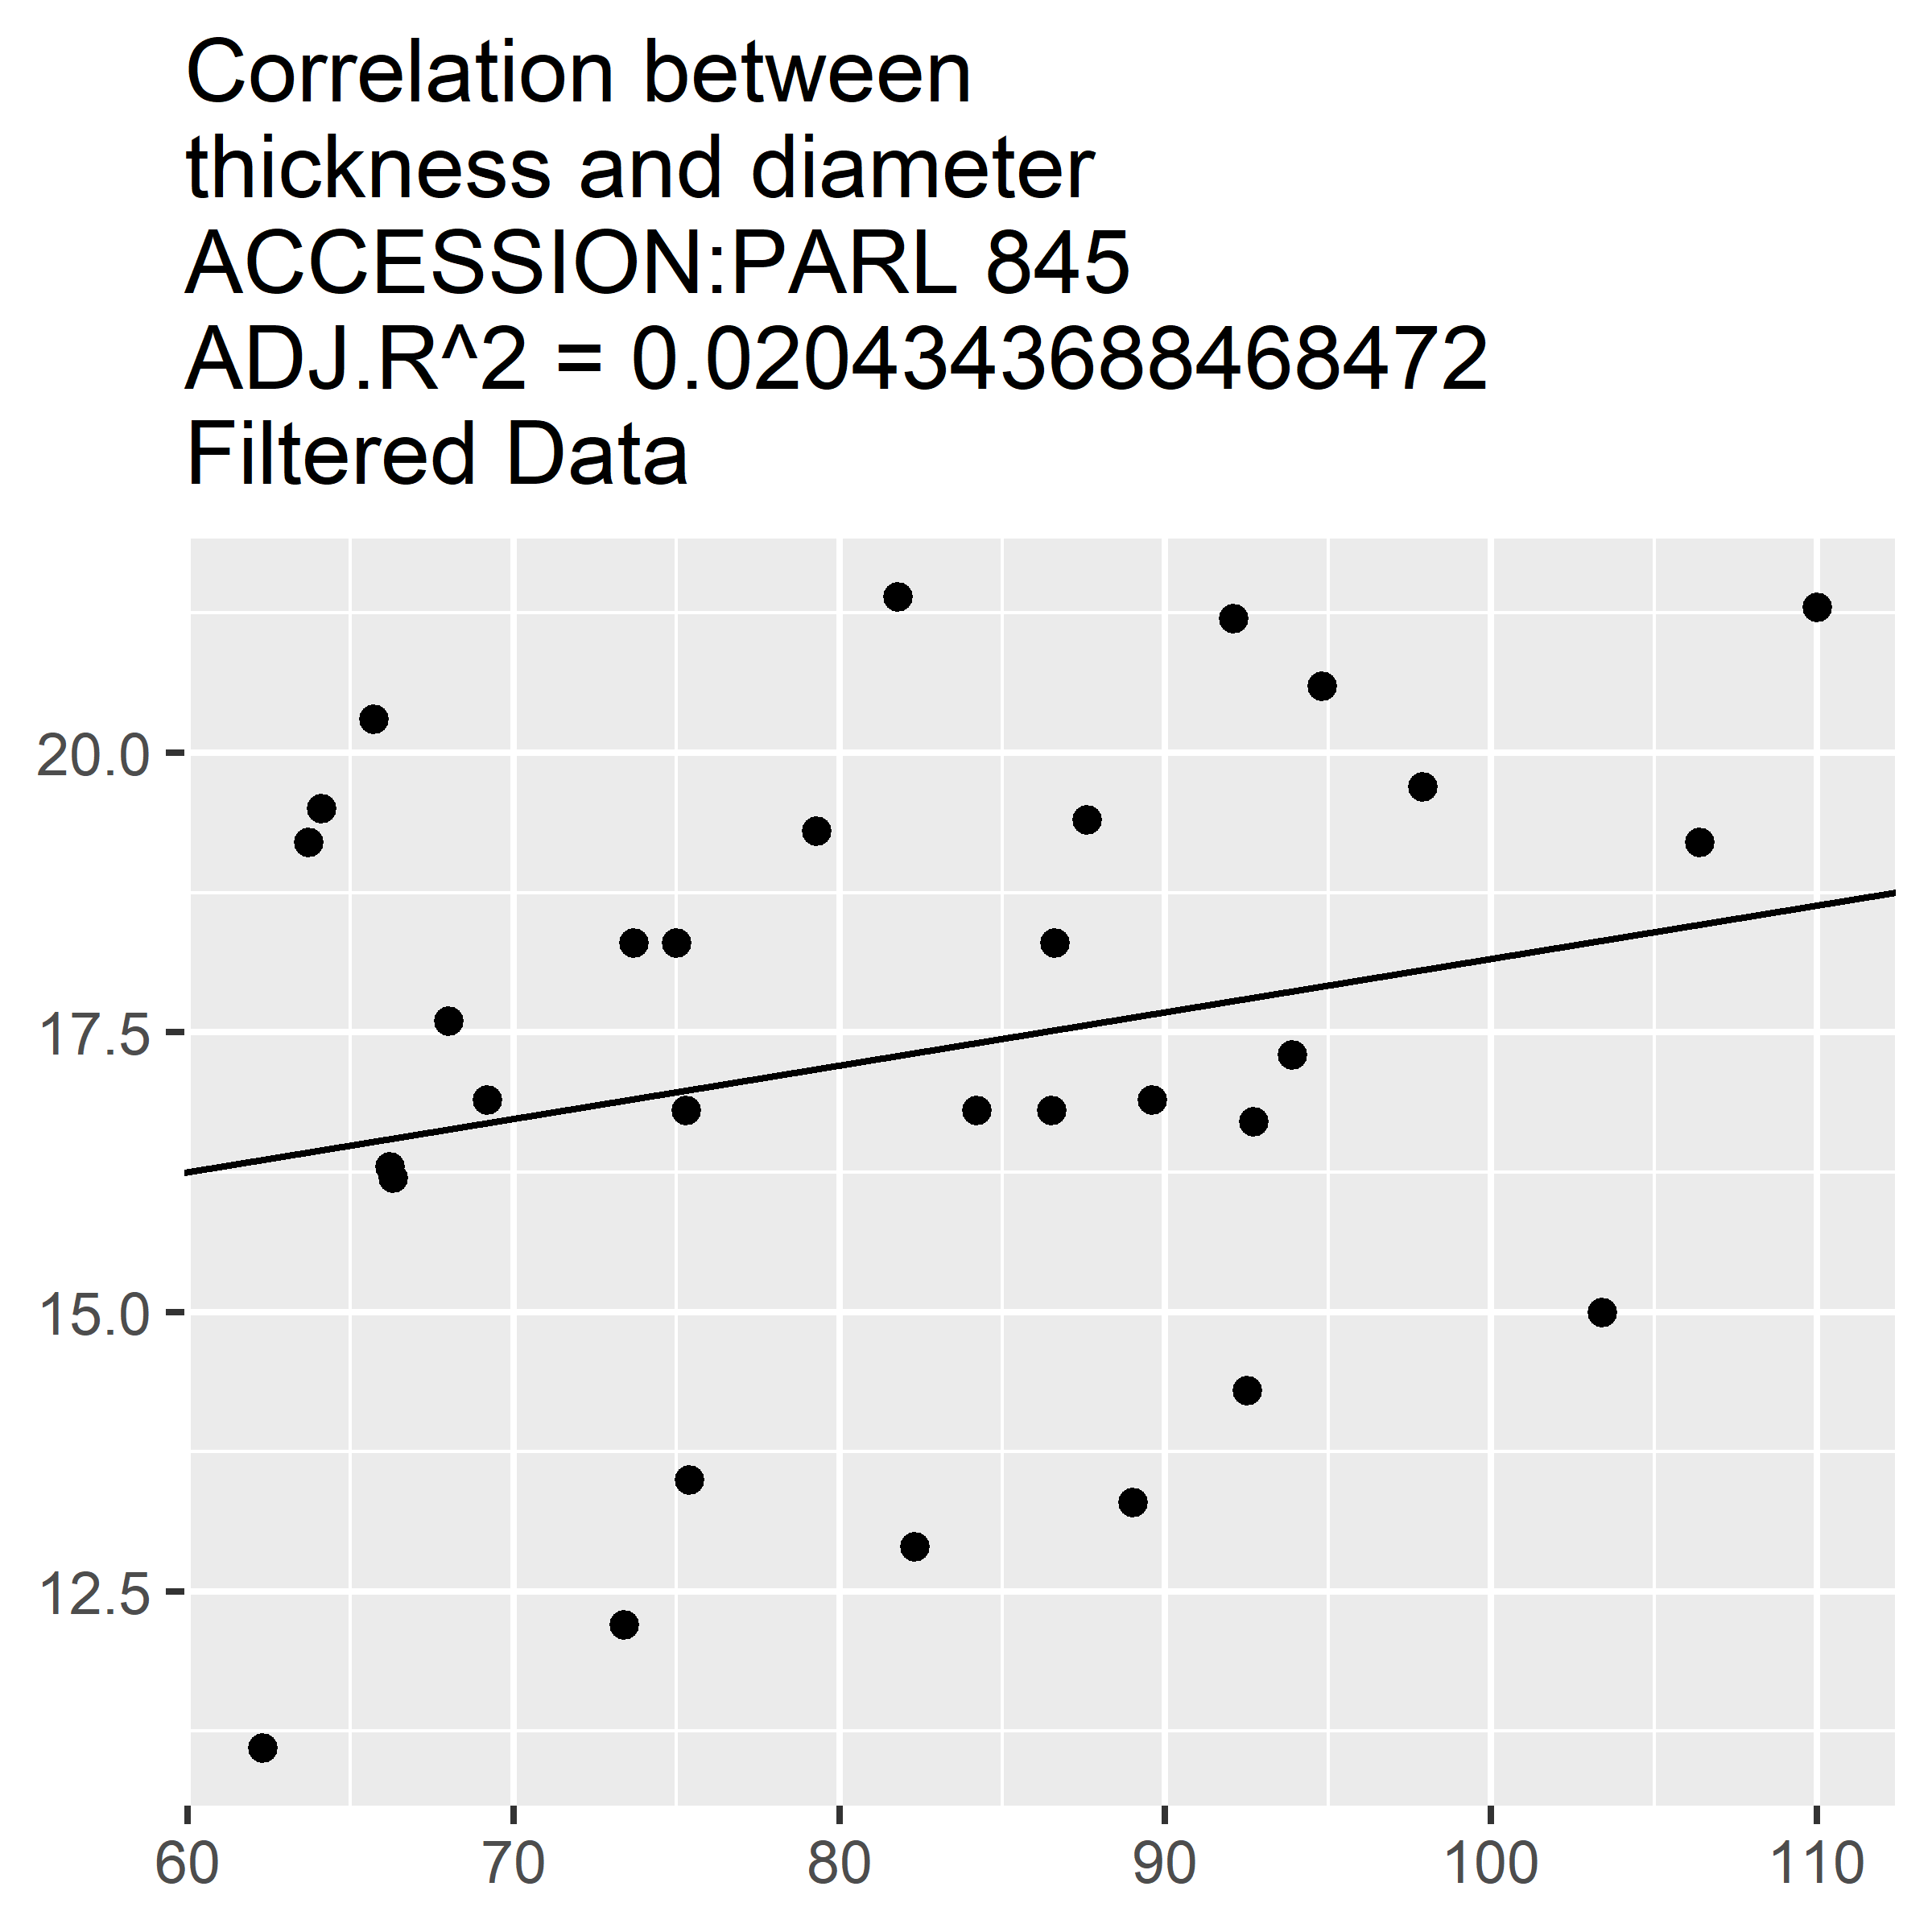 Correlation between
thickness and diameter
ACCESSION:PARL 845
ADJ.R^2 = 0.0204343688468472
Filtered Data
20.0
17.5
15.0
12.5
60 70 80 90 100 110